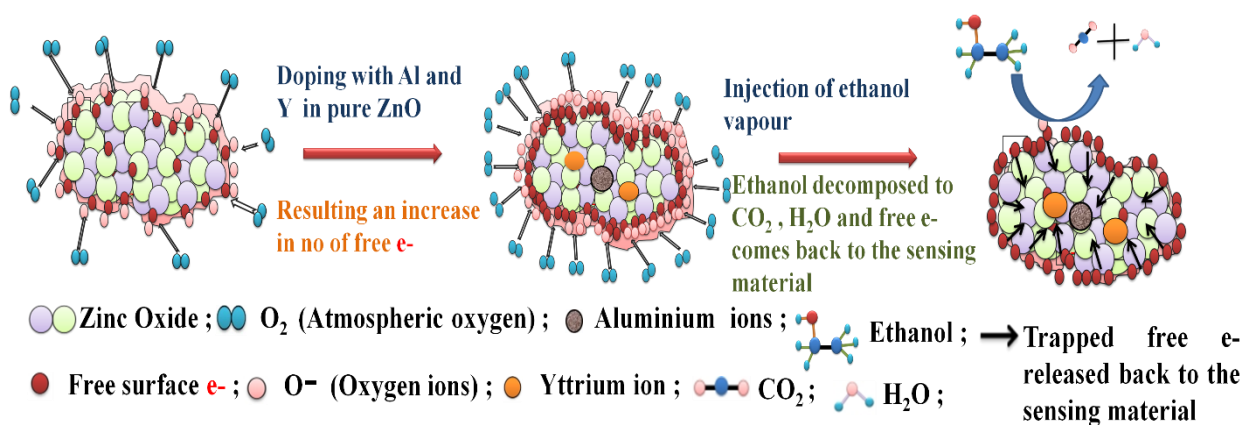 Doping with Al and
Y in pure ZnO
Resulting an increase
in no of free e-
Injection of ethanol
vapour
Ethanol decomposed to
CO₂ , H₂O and free e-
comes back to the sensing
material
Zinc Oxide ; O₂ (Atmospheric oxygen) ; Aluminium ions ; Ethanol ; Trapped free e-
released back to the
sensing material
Free surface e- ; O⁻ (Oxygen ions) ; Yttrium ion ; CO₂ ; H₂O ;